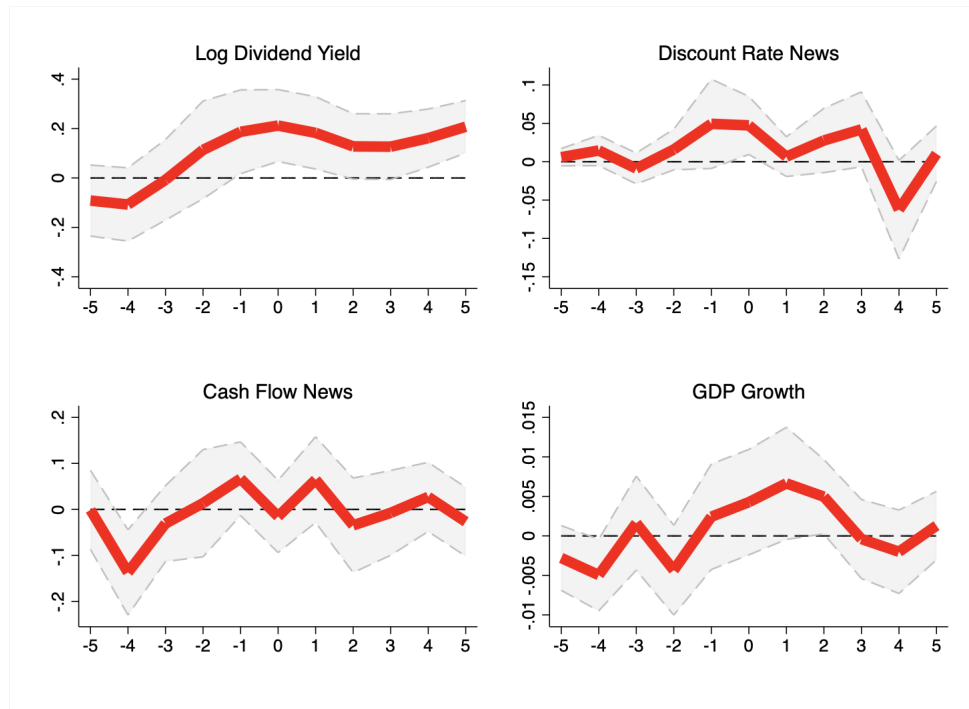 Log Dividend Yield
.4
.2
0
-.2
-.4
-5 -4 -3 -2 -1 0 1 2 3 4 5
Discount Rate News
.1
.05
0
-.05
-.1
-.15
-5 -4 -3 -2 -1 0 1 2 3 4 5
Cash Flow News
.2
.1
0
-.1
-.2
-5 -4 -3 -2 -1 0 1 2 3 4 5
GDP Growth
.015
.01
.005
0
-.005
-.01
-5 -4 -3 -2 -1 0 1 2 3 4 5